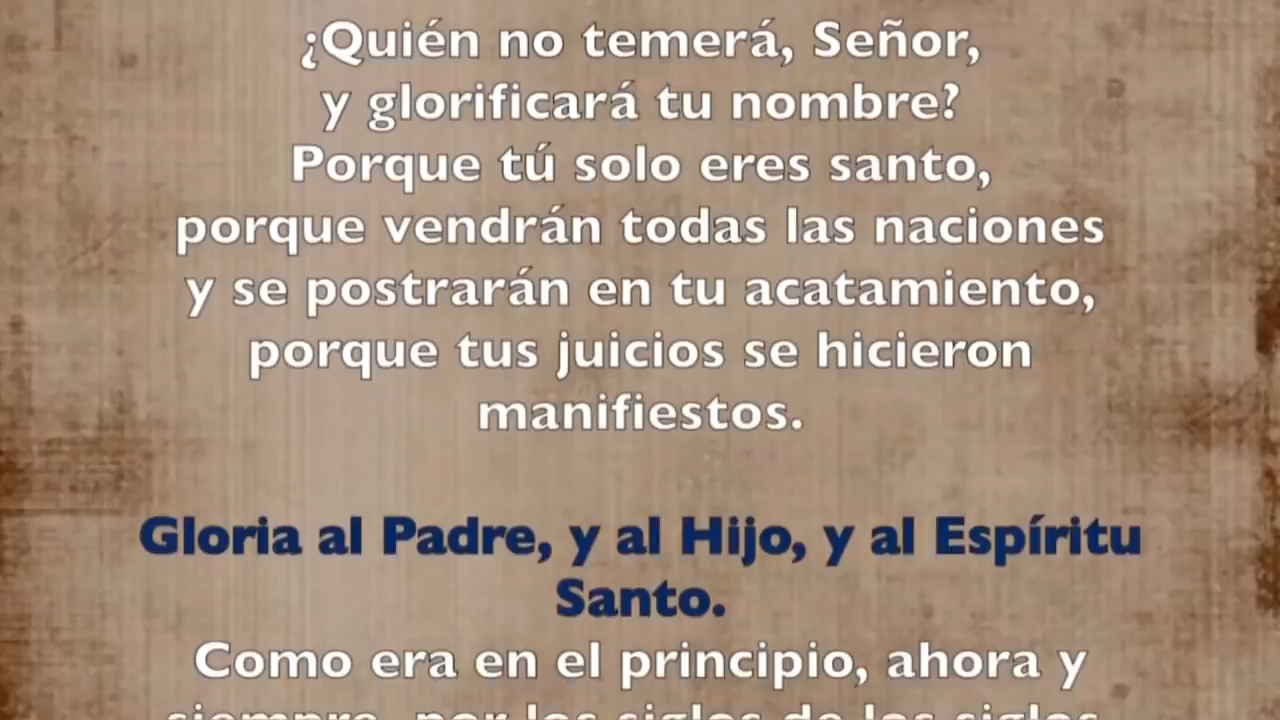 ¿Quién no temerá, Señor,
y glorificará tu nombre?
Porque tú solo eres santo,
porque vendrán todas las naciones
y se postrarán en tu acatamiento,
porque tus juicios se hicieron
manifiestos.
Gloria al Padre, y al Hijo, y al Espíritu
Santo.
Como era en el principio, ahora y
siempre, por los siglos de los siglos.